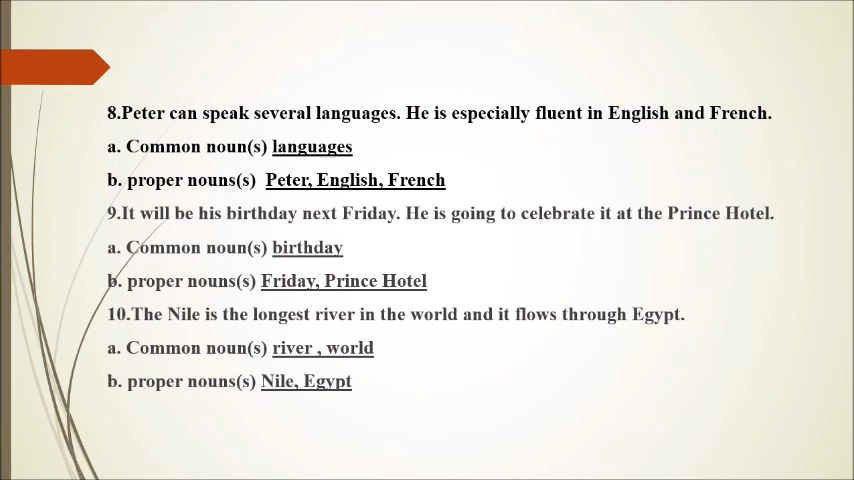 8.Peter can speak several languages. He is especially fluent in English and French.
a. Common noun(s) languages
b. proper nouns(s) Peter, English, French
9.It will be his birthday next Friday. He is going to celebrate it at the Prince Hotel.
a. Common noun(s) birthday
b. proper nouns(s) Friday, Prince Hotel
10.The Nile is the longest river in the world and it flows through Egypt.
a. Common noun(s) river , world
b. proper nouns(s) Nile, Egypt